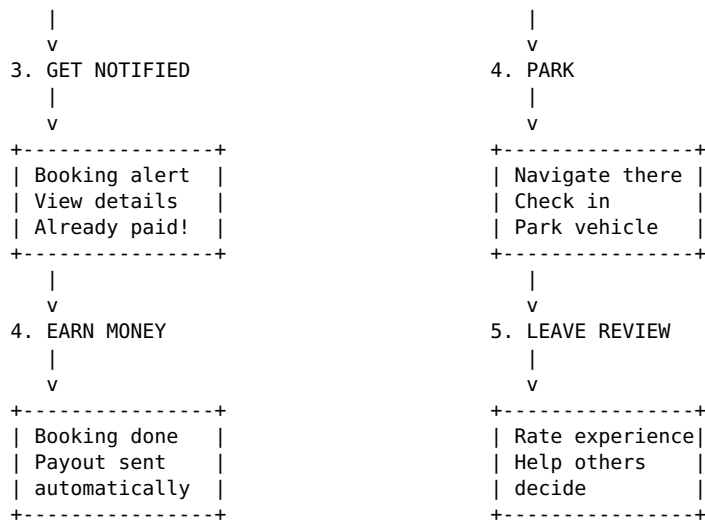 3. GET NOTIFIED
Booking alert
View details
Already paid!
4. EARN MONEY
Booking done
Payout sent
automatically
4. PARK
Navigate there
Check in
Park vehicle
5. LEAVE REVIEW
Rate experience
Help others
decide